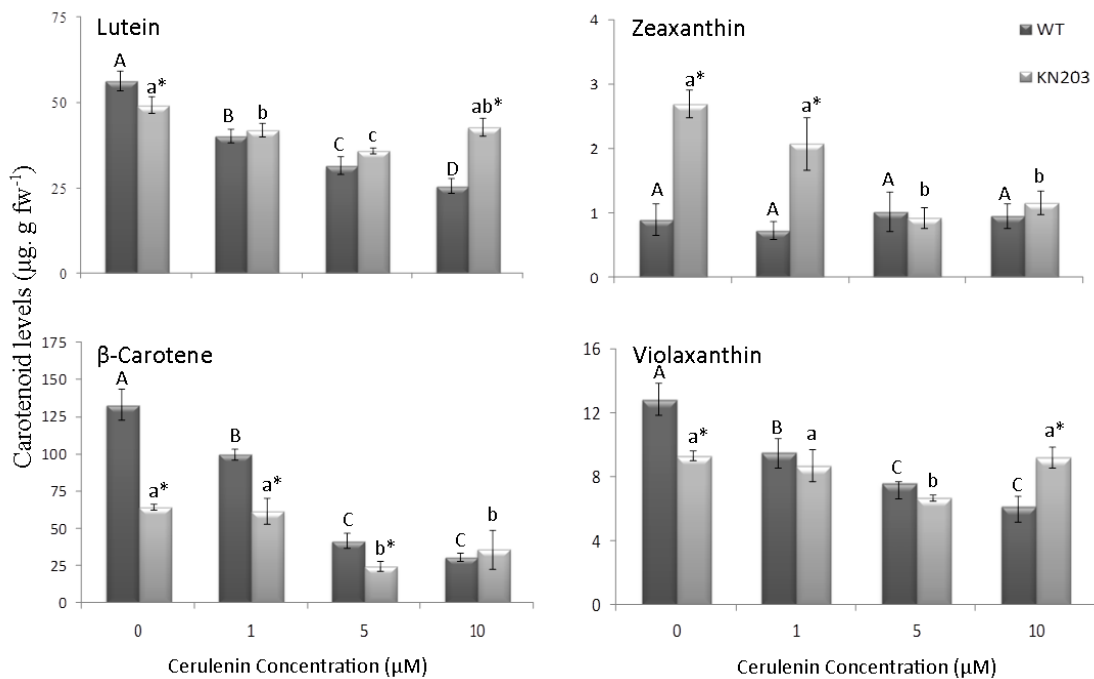 Carotenoid levels (µg. g fw⁻¹)
Lutein
75
50
25
0
A
a*
B
b
C
c
D
ab*
Zeaxanthin
WT
KN203
4
3
2
1
0
A
a*
A
a*
A
b
A
b
β-Carotene
175
150
125
100
75
50
25
0
A
a*
B
a*
C
b*
C
b
0 1 5 10
Cerulenin Concentration (µM)
Violaxanthin
16
12
8
4
0
A
a*
B
a
C
b
C
a*
0 1 5 10
Cerulenin Concentration (µM)